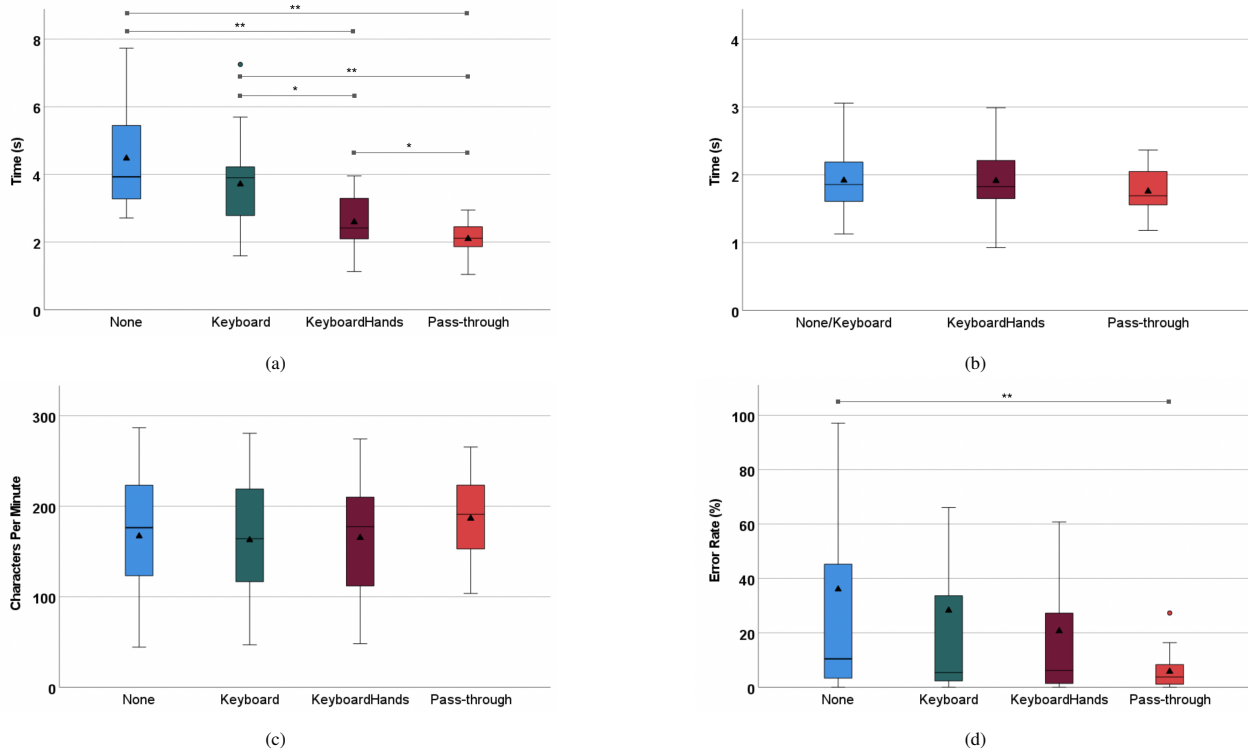 **
**
**
*
*
8
6
4
2
0
Time (s)
None Keyboard KeyboardHands Pass-through
(a)
4
3
2
1
0
Time (s)
None/Keyboard KeyboardHands Pass-through
(b)
300
200
100
0
Characters Per Minute
None Keyboard KeyboardHands Pass-through
(c)
**
100
80
60
40
20
0
Error Rate (%)
None Keyboard KeyboardHands Pass-through
(d)